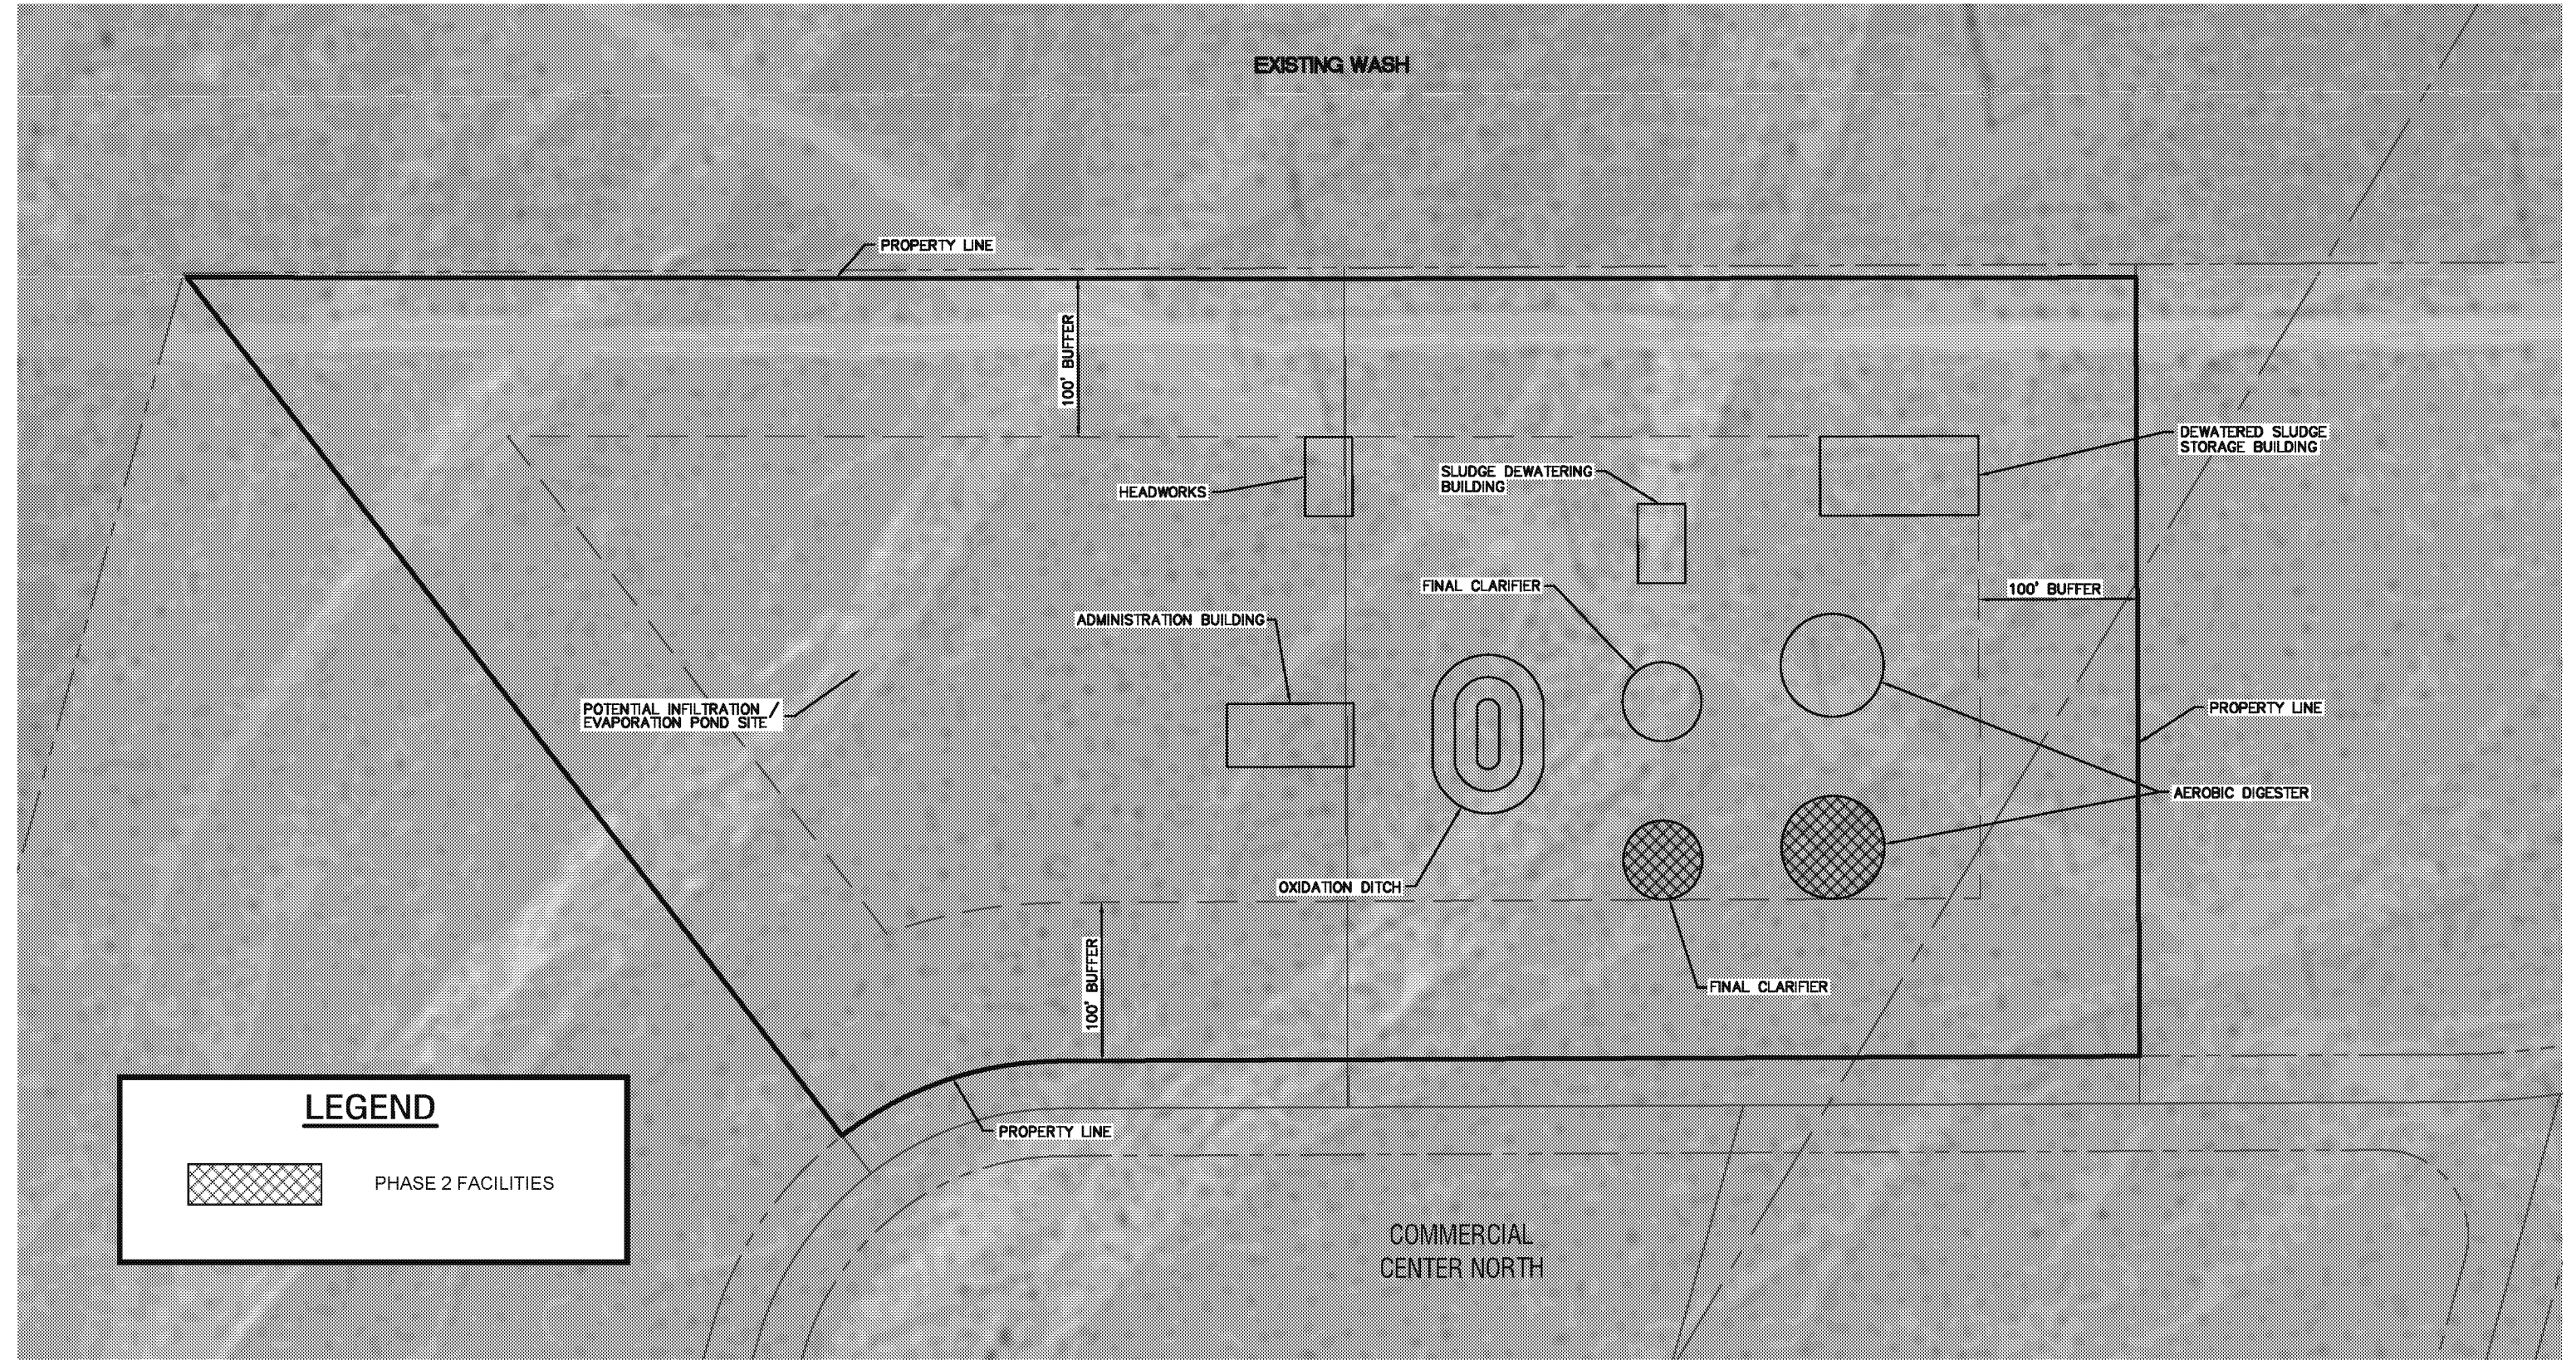 EXISTING WASH
PROPERTY LINE
100' BUFFER
DEWATERED SLUDGE
STORAGE BUILDING
SLUDGE DEWATERING
BUILDING
HEADWORKS
FINAL CLARIFIER
100' BUFFER
ADMINISTRATION BUILDING
POTENTIAL INFILTRATION /
EVAPORATION POND SITE
PROPERTY LINE
AEROBIC DIGESTER
OXIDATION DITCH
100' BUFFER
FINAL CLARIFIER
PROPERTY LINE
LEGEND
PHASE 2 FACILITIES
COMMERCIAL
CENTER NORTH